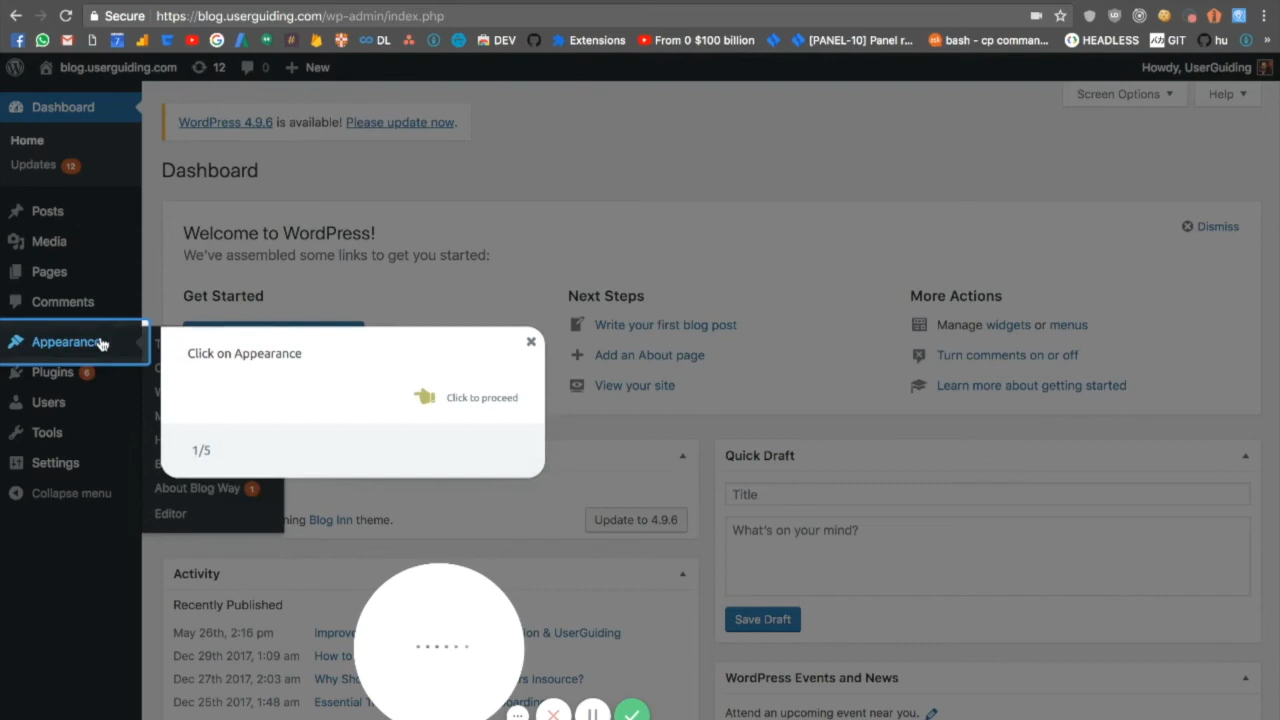 Secure
https://blog.userguiding.com/wp-admin/index.php
DL
DEV
Extensions
From 0 $100 billion
[PANEL-10] Panel r...
bash - cp comman...
HEADLESS
GIT
hu
»
blog.userguiding.com
12
0
New
Howdy, UserGuiding
Dashboard
Home
Updates 12
Posts
Media
Pages
Comments
Appearance
Plugins 6
Users
Tools
Settings
Collapse menu
About Blog Way 1
Editor
Screen Options
Help
WordPress 4.9.6 is available! Please update now.
Dashboard
Welcome to WordPress!
We've assembled some links to get you started:
Dismiss
Get Started
Next Steps
Write your first blog post
Add an About page
View your site
More Actions
Manage widgets or menus
Turn comments on or off
Learn more about getting started
Click on Appearance
Click to proceed
1/5
Blog Inn theme.
Update to 4.9.6
Activity
Recently Published
May 26th, 2:16 pm
& UserGuiding
Dec 29th 2017, 1:09 am How to
Dec 27th 2017, 2:03 am Why
Insource?
Dec 25th 2017, 1:48 am Essential
Quick Draft
Title
What's on your mind?
Save Draft
WordPress Events and News
Attend an upcoming event near you.